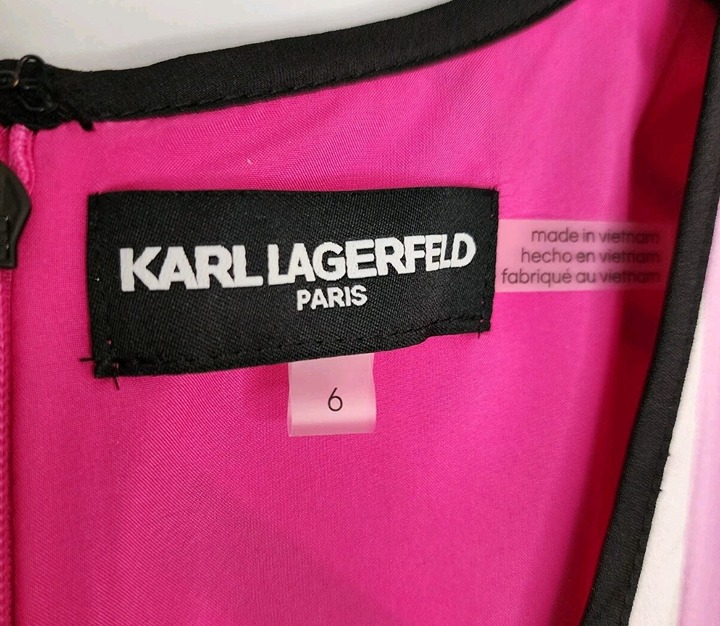 KARL LAGERFELD
PARIS
made in vietnam
hecho en vietnam
fabriqué au vietnam
6